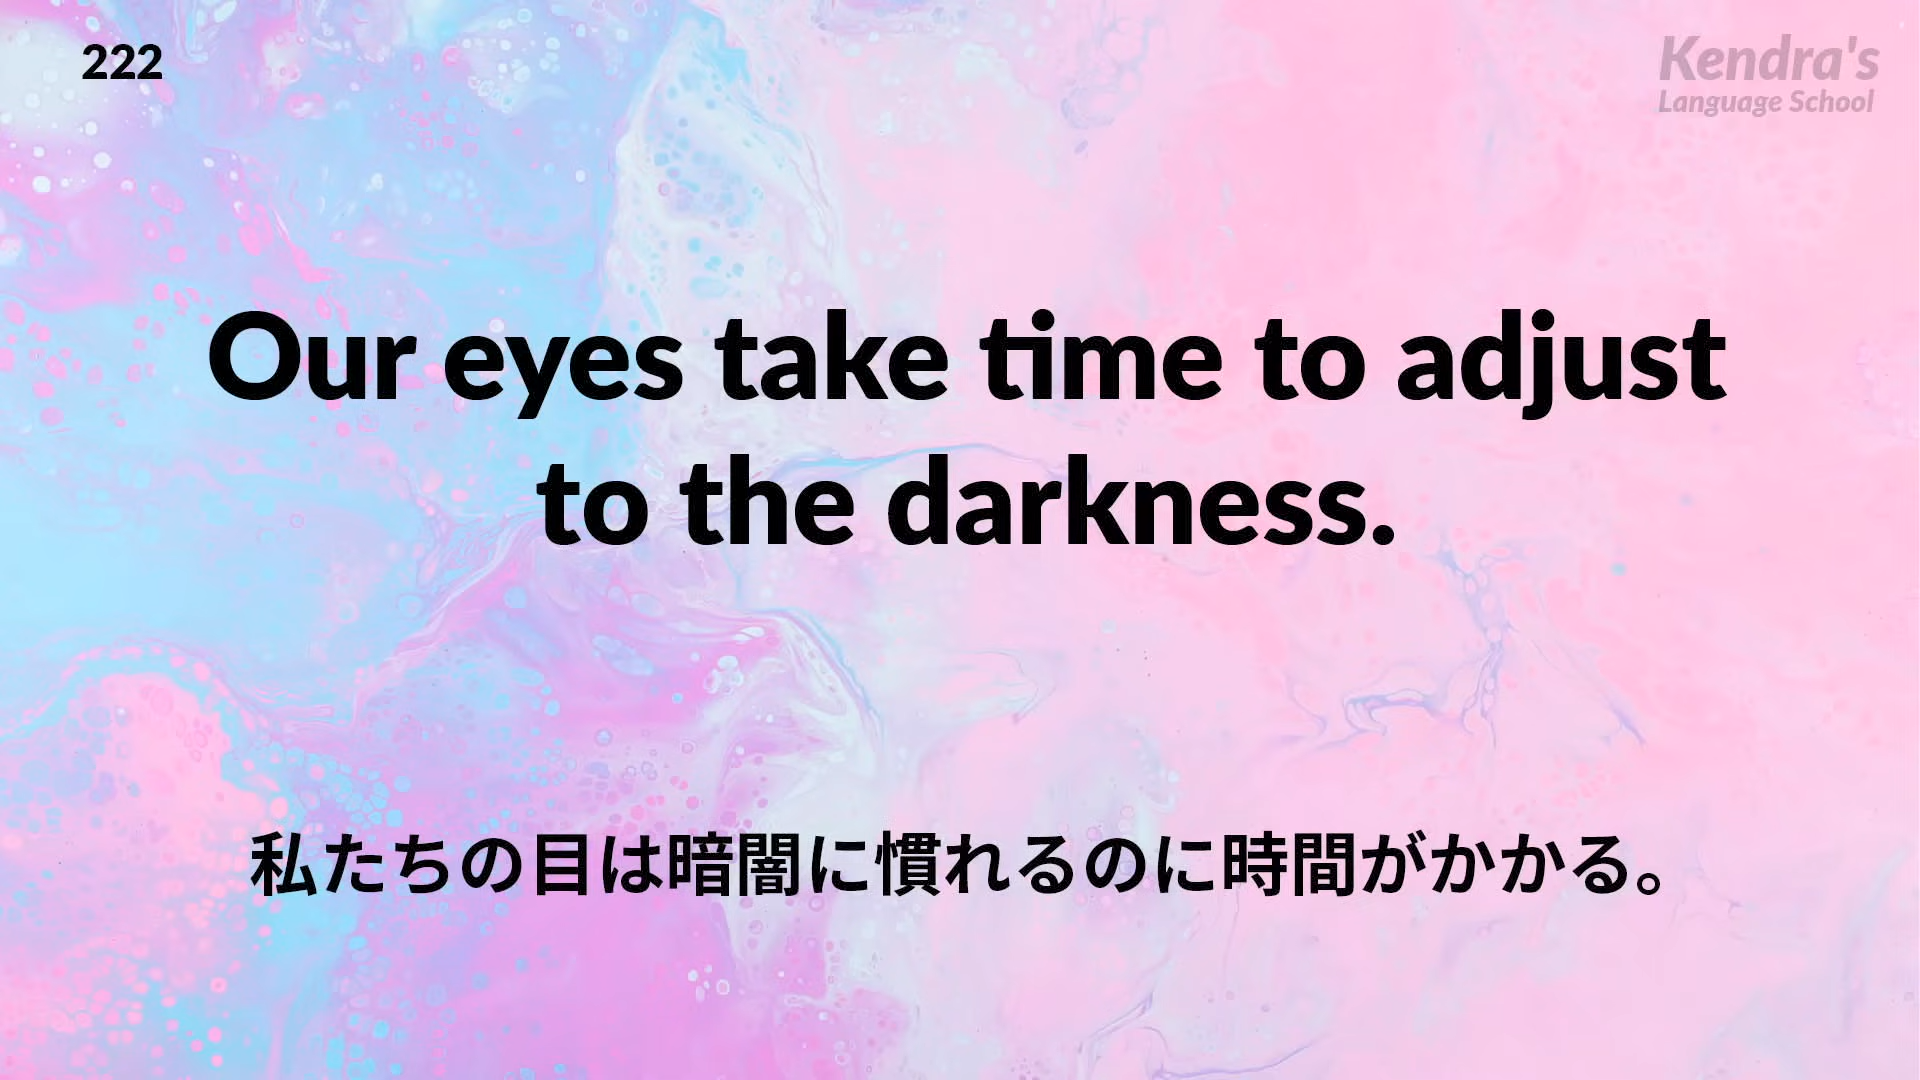 222
Kendra's
Language School
Our eyes take time to adjust
to the darkness.
私たちの目は暗闇に慣れるのに時間がかかる。